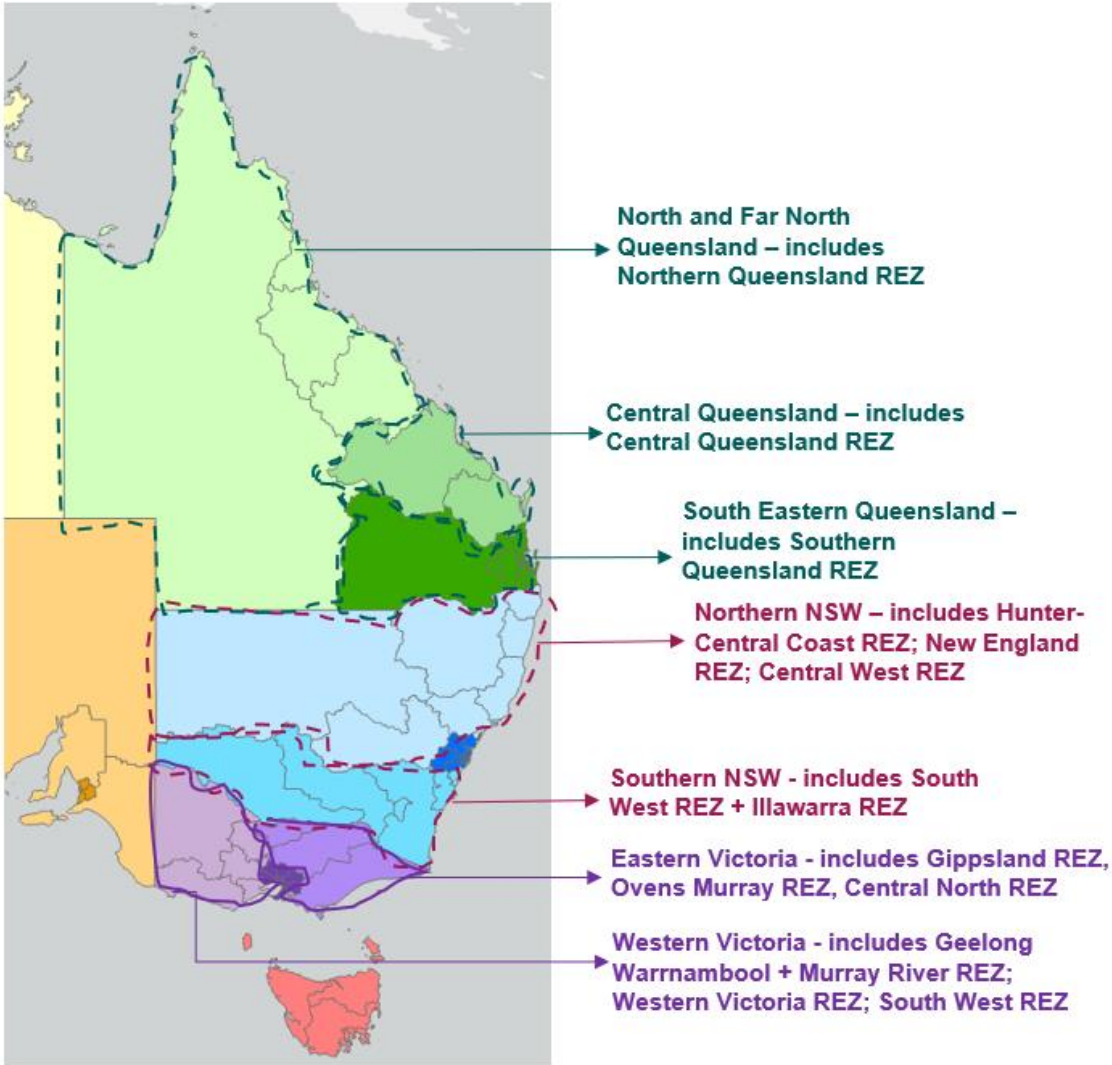 North and Far North
Queensland – includes
Northern Queensland REZ
Central Queensland – includes
Central Queensland REZ
South Eastern Queensland –
includes Southern
Queensland REZ
Northern NSW – includes Hunter-
Central Coast REZ; New England
REZ; Central West REZ
Southern NSW - includes South
West REZ + Illawarra REZ
Eastern Victoria - includes Gippsland REZ,
Ovens Murray REZ, Central North REZ
Western Victoria - includes Geelong
Warrnambool + Murray River REZ;
Western Victoria REZ; South West REZ